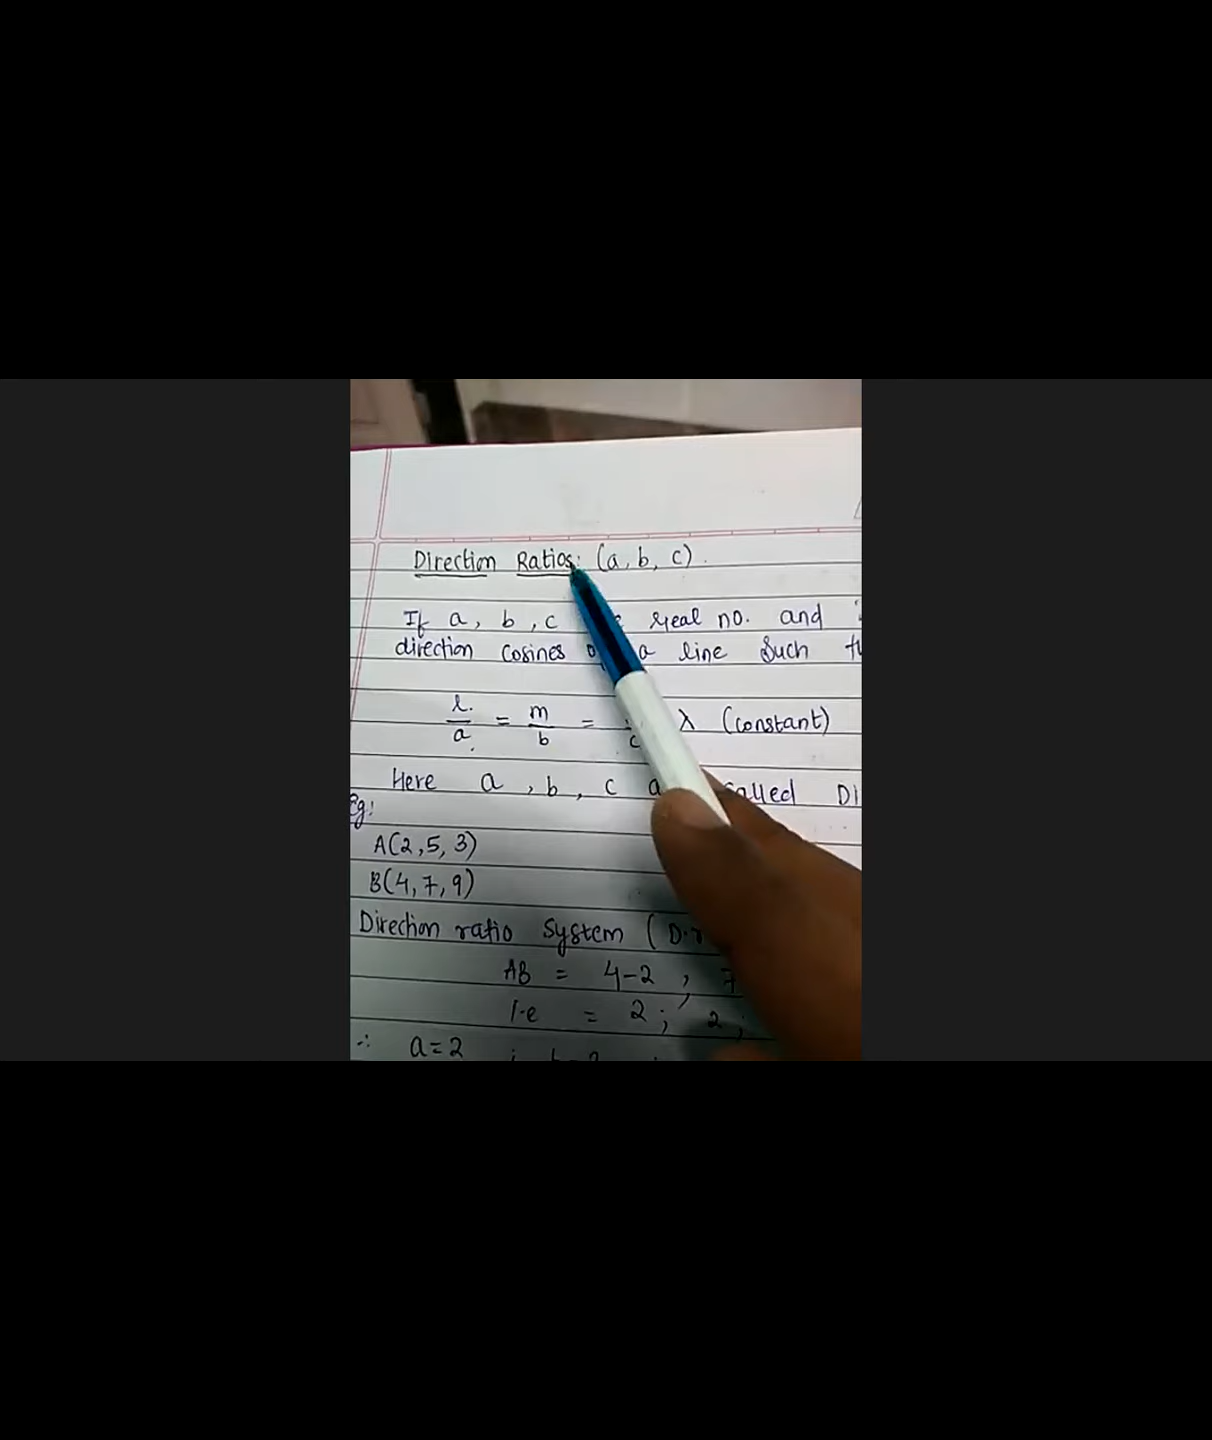 Direction Ratios: (a, b, c).
If a, b, c real no. and
direction cosines a line such
l/a = m/b = /c λ (constant)
Here a, b, c called
Eg:
A(2,5,3)
B(4,7,9)
Direction ratio system (D.r
AB = 4-2 , 7
i.e = 2 ; 2 ;
∴ a=2 ;